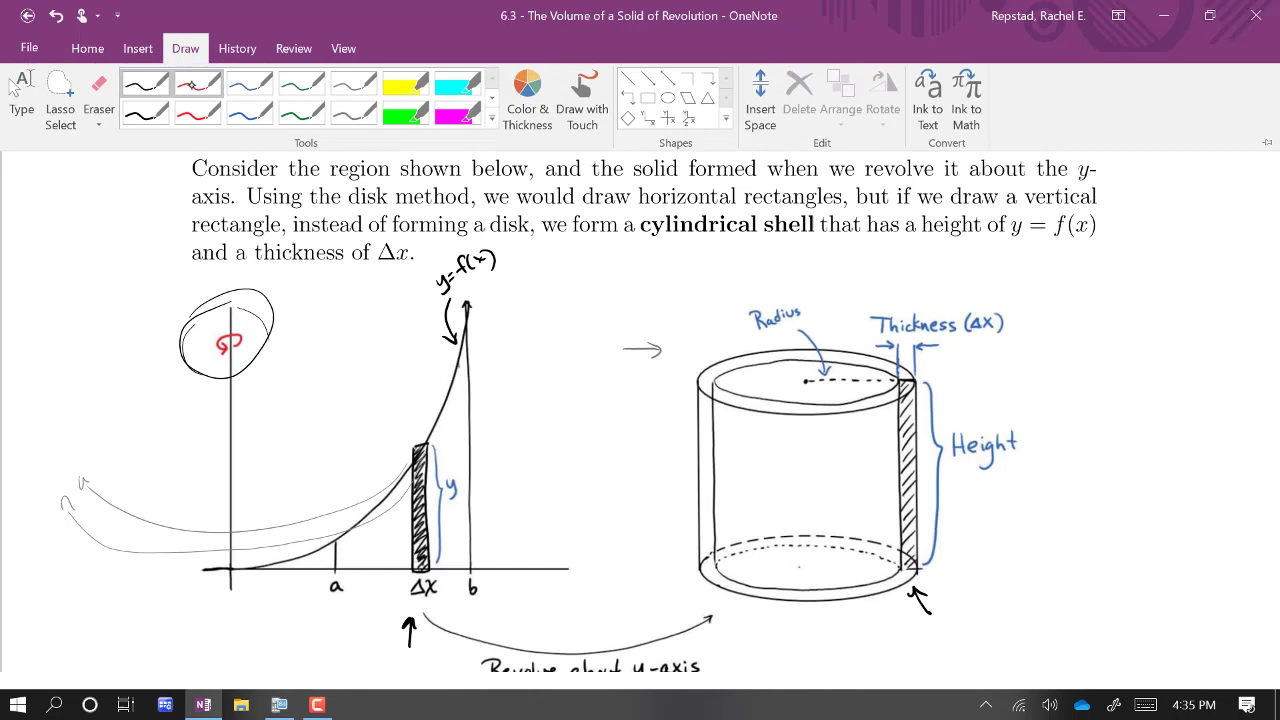 6.3 - The Volume of a Solid of Revolution - OneNote
Repstad, Rachel E.
File
Home
Insert
Draw
History
Review
View
Type
Lasso
Select
Eraser
Color &
Thickness
Draw with
Touch
Insert
Space
Delete
Arrange
Rotate
Ink to
Text
Ink to
Math
Tools
Shapes
Edit
Convert
Consider the region shown below, and the solid formed when we revolve it about the y-
axis. Using the disk method, we would draw horizontal rectangles, but if we draw a vertical
rectangle, instead of forming a disk, we form a cylindrical shell that has a height of y = f(x)
and a thickness of Δx.
y=f(x)
Radius
Thickness (Δx)
Height
y
a
Δx
b
Revolve about y-axis
4:35 PM